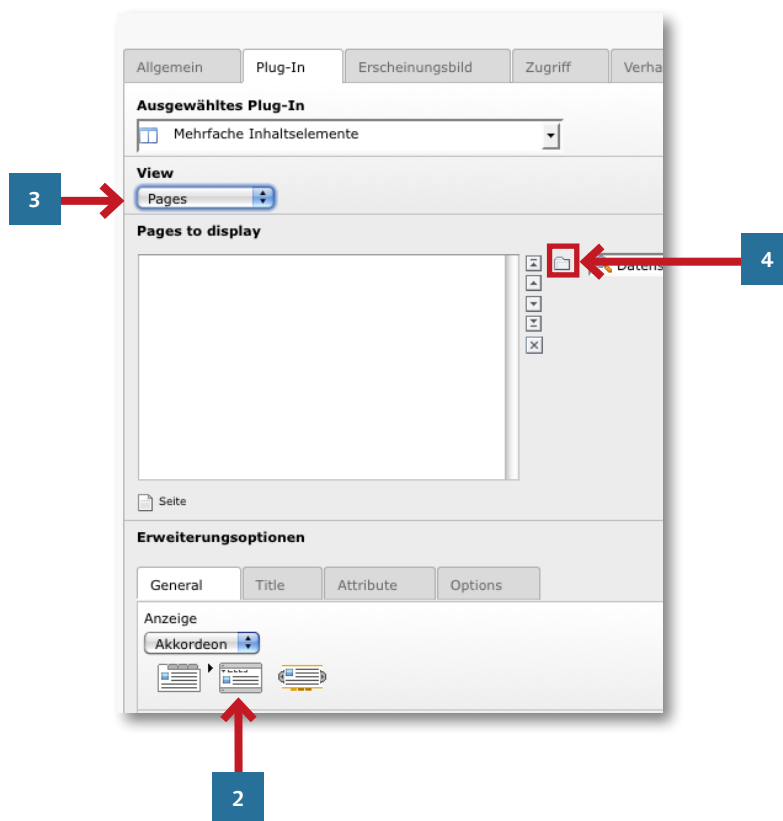 Allgemein Plug-In Erscheinungsbild Zugriff Verha
Ausgewähltes Plug-In
Mehrfache Inhaltselemente
View
3
Pages
Pages to display
4
Datens
Seite
Erweiterungsoptionen
General Title Attribute Options
Anzeige
Akkordeon
2